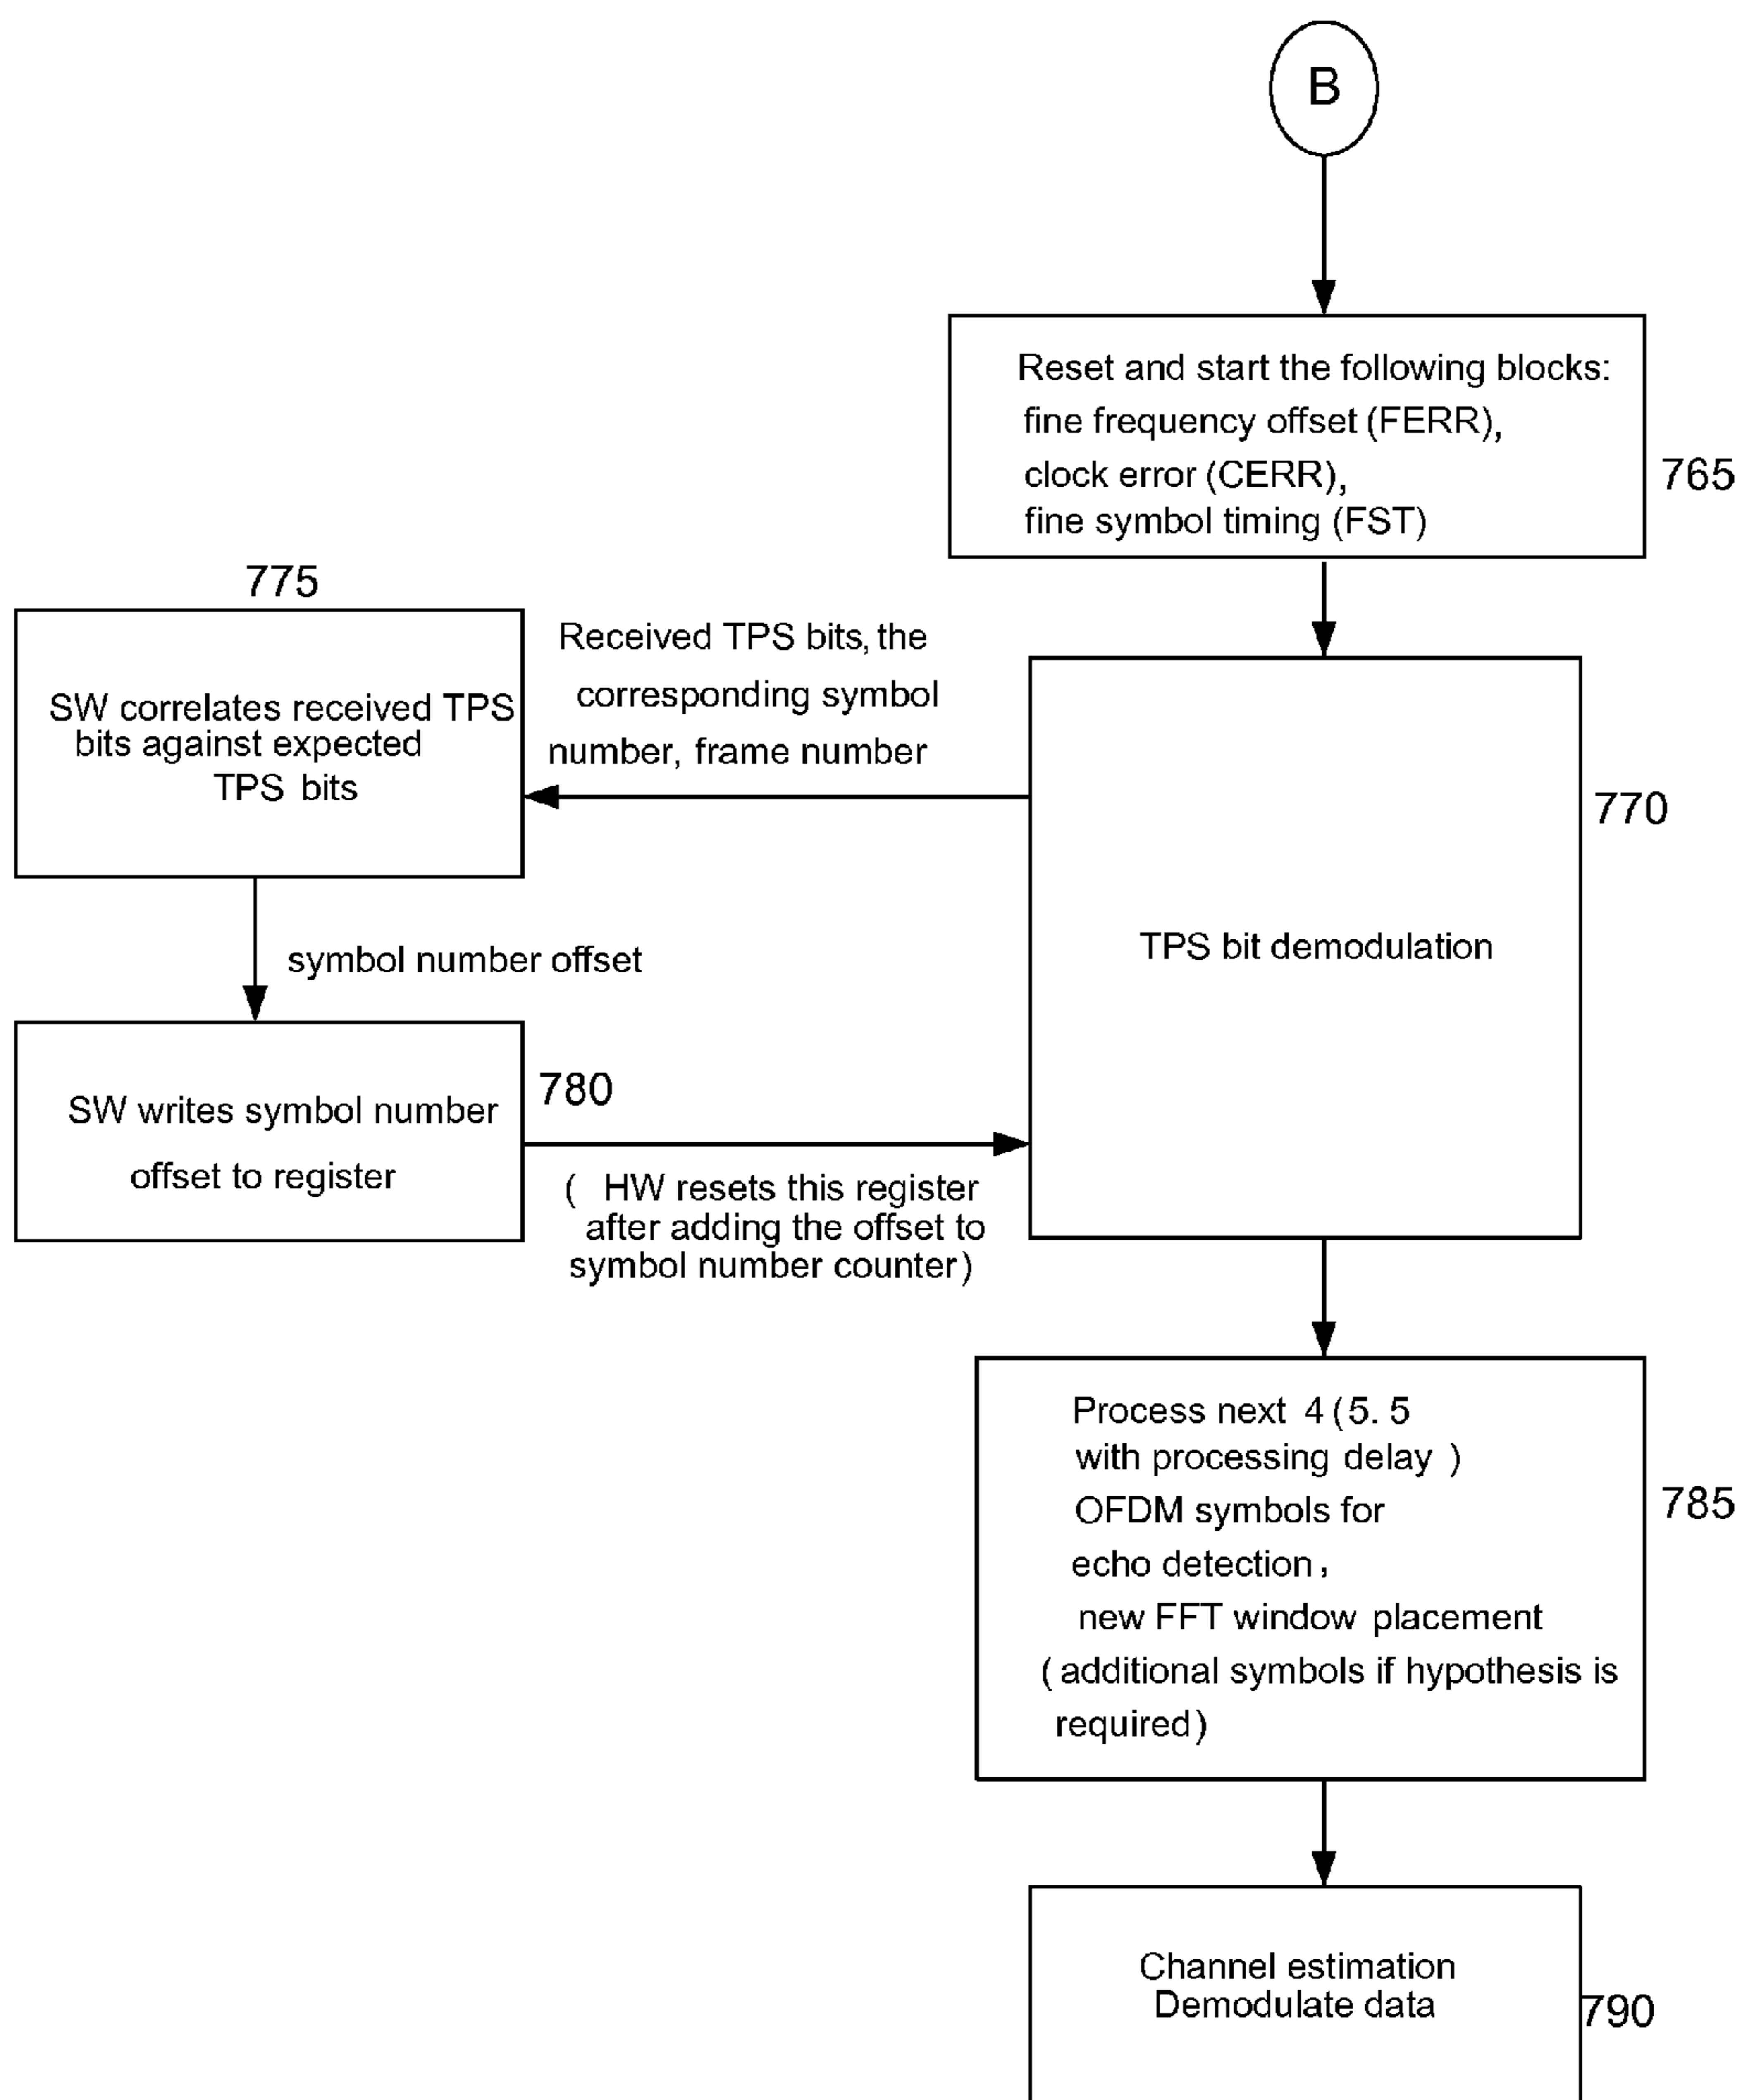 B
Reset and start the following blocks:
fine frequency offset (FERR),
clock error (CERR),
fine symbol timing (FST)
765
775
SW correlates received TPS
bits against expected
TPS bits
Received TPS bits, the
corresponding symbol
number, frame number
770
TPS bit demodulation
symbol number offset
SW writes symbol number
offset to register
780
( HW resets this register
after adding the offset to
symbol number counter)
Process next 4 (5.5
with processing delay )
OFDM symbols for
echo detection,
new FFT window placement
(additional symbols if hypothesis is
required)
785
Channel estimation
Demodulate data
790